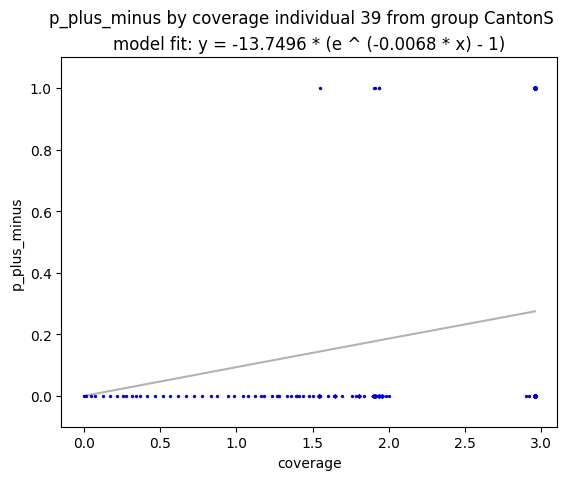 p_plus_minus by coverage individual 39 from group CantonS
model fit: y = -13.7496 * (e ^ (-0.0068 * x) - 1)
1.0
0.8
0.6
0.4
0.2
0.0
p_plus_minus
0.0 0.5 1.0 1.5 2.0 2.5 3.0
coverage